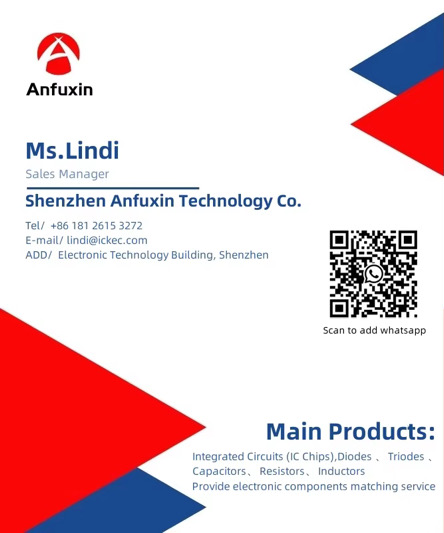 Anfuxin
Ms.Lindi
Sales Manager
Shenzhen Anfuxin Technology Co.
Tel/ +86 181 2615 3272
E-mail/ lindi@ickec.com
ADD/ Electronic Technology Building, Shenzhen
Scan to add whatsapp
Main Products:
Integrated Circuits (IC Chips),Diodes 、 Triodes 、
Capacitors、 Resistors、 Inductors
Provide electronic components matching service